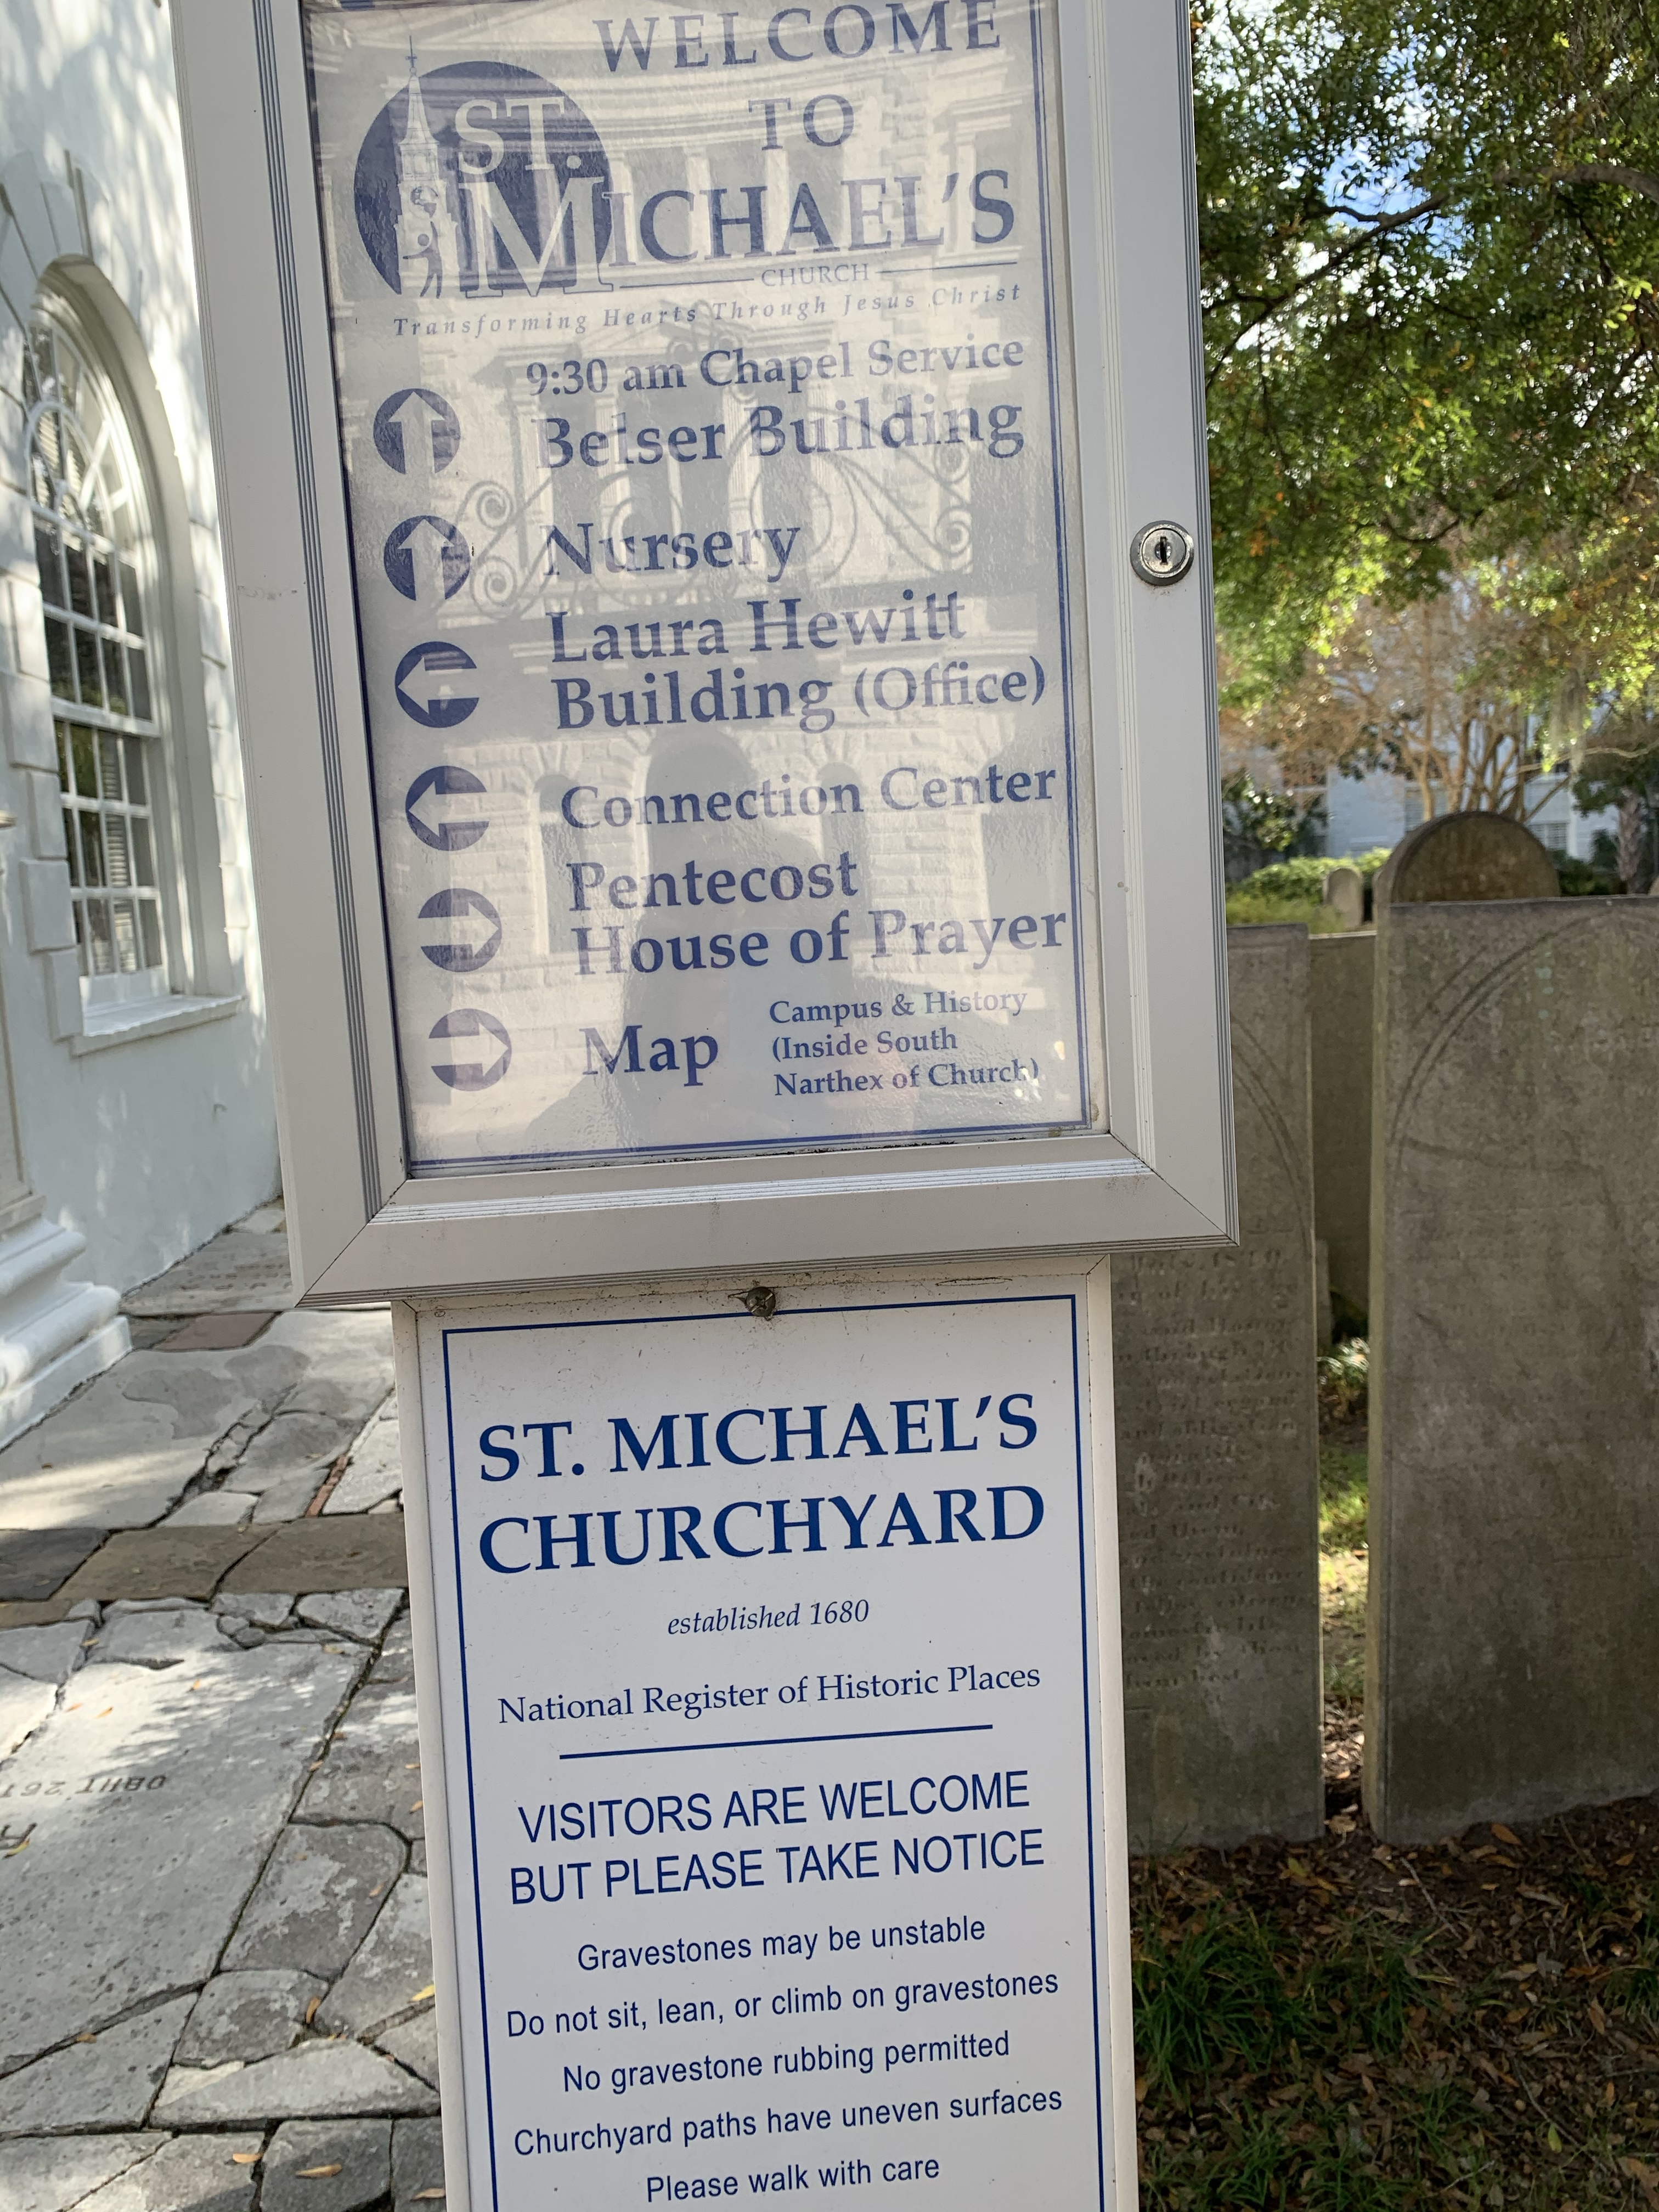 WELCOME
TO
ST. MICHAEL'S
CHURCH
Transforming Hearts Through Jesus Christ
9:30 am Chapel Service
Belser Building
Nursery
Laura Hewitt
Building (Office)
Connection Center
Pentecost
House of Prayer
Map
Campus & History
(Inside South
Narthex of Church)
ST. MICHAEL'S
CHURCHYARD
established 1680
National Register of Historic Places
VISITORS ARE WELCOME
BUT PLEASE TAKE NOTICE
Gravestones may be unstable
Do not sit, lean, or climb on gravestones
No gravestone rubbing permitted
Churchyard paths have uneven surfaces
Please walk with care
OBIIT